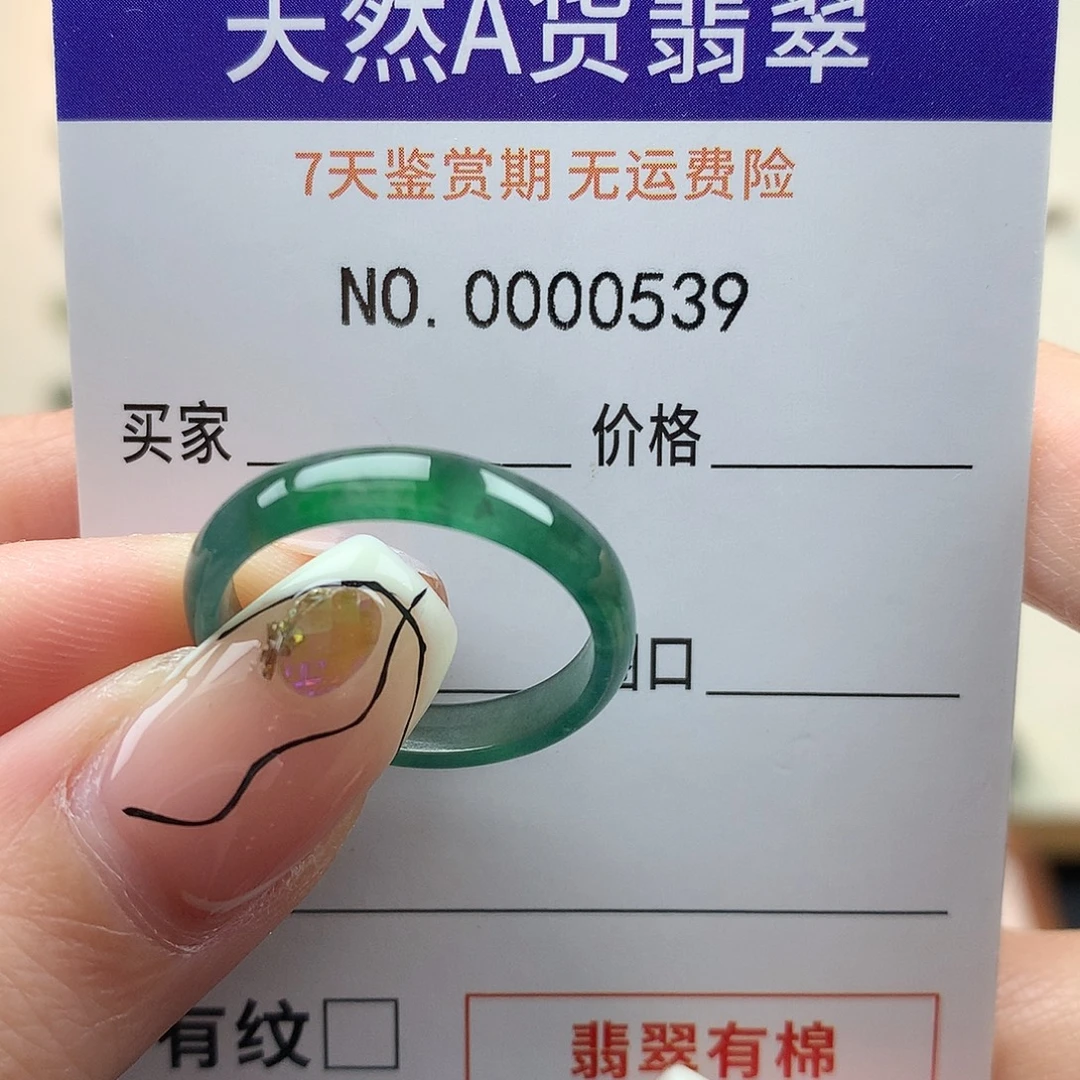 天然A货翡翠
7天鉴赏期 无运费险
NO. 0000539
买家 价格
口
有纹
翡翠有棉